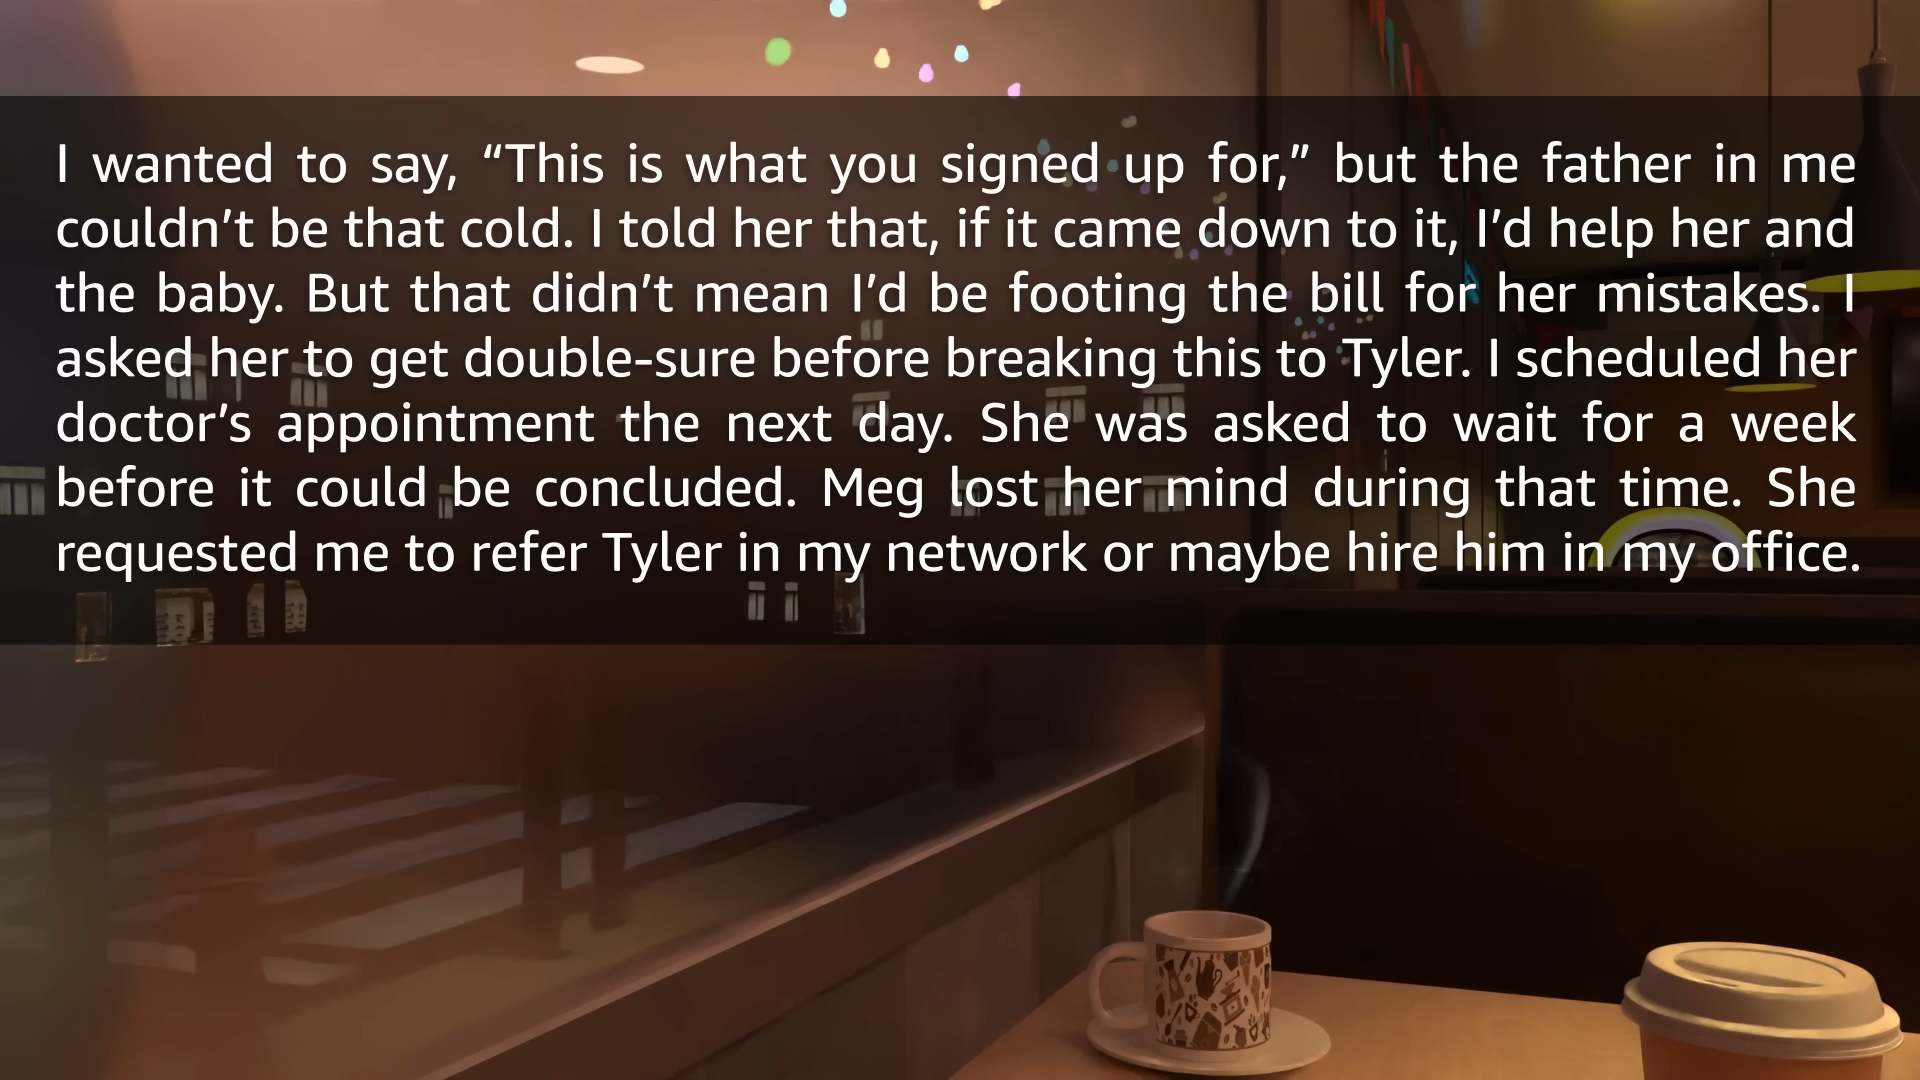 I wanted to say, “This is what you signed up for,” but the father in me
couldn’t be that cold. I told her that, if it came down to it, I’d help her and
the baby. But that didn’t mean I’d be footing the bill for her mistakes. I
asked her to get double-sure before breaking this to Tyler. I scheduled her
doctor’s appointment the next day. She was asked to wait for a week
before it could be concluded. Meg lost her mind during that time. She
requested me to refer Tyler in my network or maybe hire him in my office.